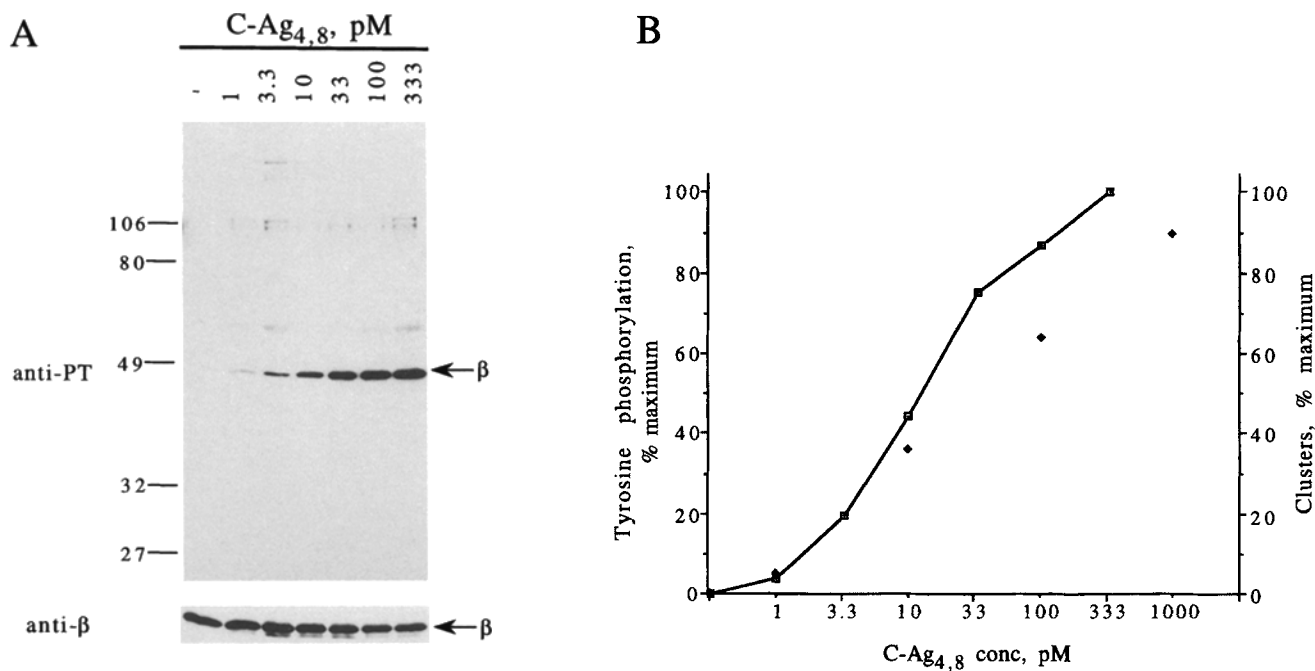 A
C-Ag4,8, pM
- 1 3.3 10 33 100 333
106
80
49
anti-PT
β
32
27
anti-β
β
B
Tyrosine phosphorylation,
% maximum
100
80
60
40
20
0
1 3.3 10 33 100 333 1000
C-Ag4,8 conc, pM
100
80
60
40
20
0
Clusters, % maximum